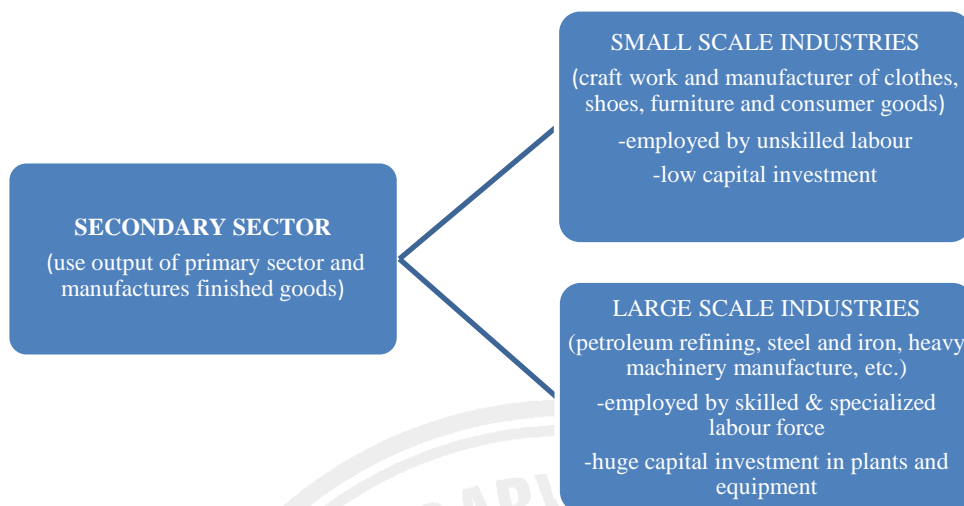 SMALL SCALE INDUSTRIES
(craft work and manufacturer of clothes,
shoes, furniture and consumer goods)
-employed by unskilled labour
-low capital investment
SECONDARY SECTOR
(use output of primary sector and
manufactures finished goods)
LARGE SCALE INDUSTRIES
(petroleum refining, steel and iron, heavy
machinery manufacture, etc.)
-employed by skilled & specialized
labour force
-huge capital investment in plants and
equipment